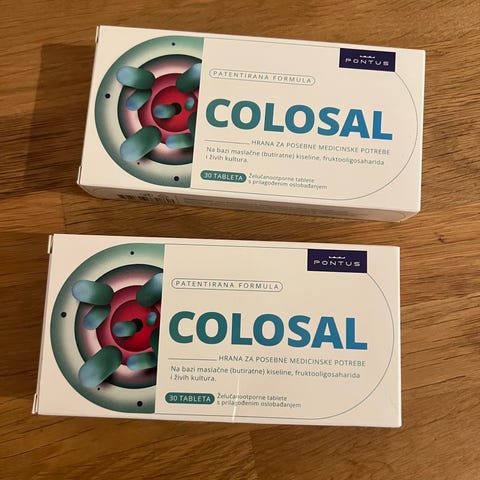 PONTUS
PATENTIRANA FORMULA
COLOSAL
HRANA ZA POSEBNE MEDICINSKE POTREBE
Na bazi maslačne (butiratne) kiseline, fruktooligosaharida
i živih kultura.
30 TABLETA
Želučanootporne tablete
s prilagođenim oslobađanjem
PONTUS
PATENTIRANA FORMULA
COLOSAL
HRANA ZA POSEBNE MEDICINSKE POTREBE
Na bazi maslačne (butiratne) kiseline, fruktooligosaharida
i živih kultura.
30 TABLETA
Želučanootporne tablete
s prilagođenim oslobađanjem